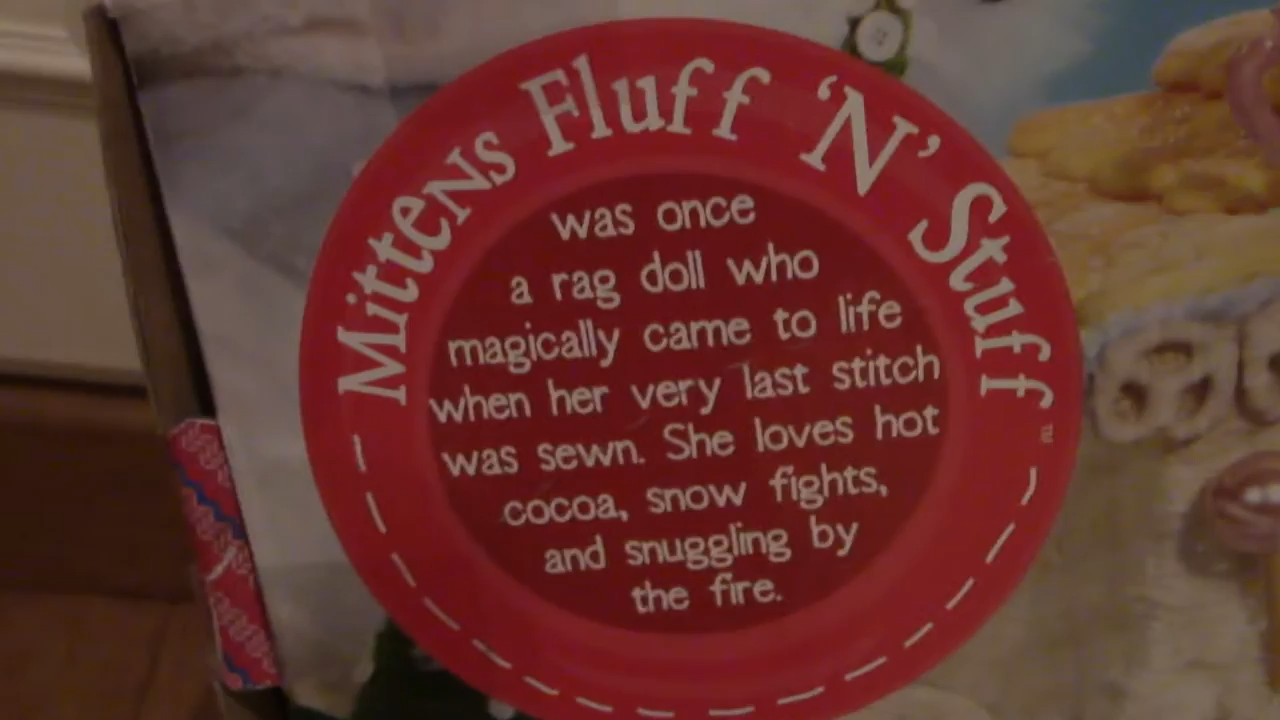 Mittens Fluff 'N' Stuff ™
was once
a rag doll who
magically came to life
when her very last stitch
was sewn. She loves hot
cocoa, snow fights,
and snuggling by
the fire.